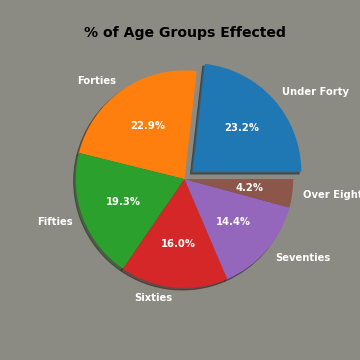 % of Age Groups Effected
Forties
Under Forty
22.9%
23.2%
19.3%
4.2%
Over Eight
Fifties
14.4%
16.0%
Seventies
Sixties